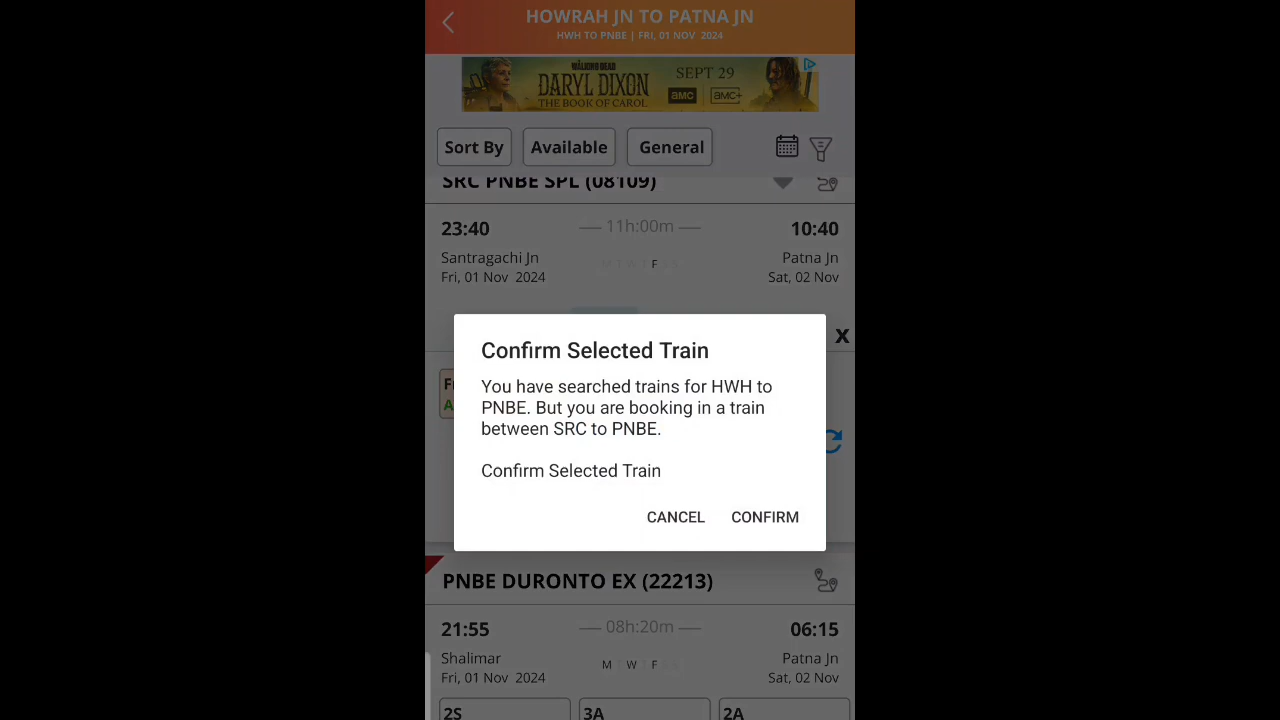 HOWRAH JN TO PATNA JN
HWH TO PNBE | FRI, 01 NOV 2024
THE WALKING DEAD
DARYL DIXON
THE BOOK OF CAROL
SEPT 29
amc
amc+
Sort By
Available
General
SRC PNBE SPL (08109)
23:40
11h:00m
10:40
Santragachi Jn
M T W T F S S
Patna Jn
Fri, 01 Nov 2024
Sat, 02 Nov
X
Confirm Selected Train
You have searched trains for HWH to
PNBE. But you are booking in a train
between SRC to PNBE.
Confirm Selected Train
CANCEL
CONFIRM
PNBE DURONTO EX (22213)
21:55
08h:20m
06:15
Shalimar
M T W T F S S
Patna Jn
Fri, 01 Nov 2024
Sat, 02 Nov
2S
3A
2A